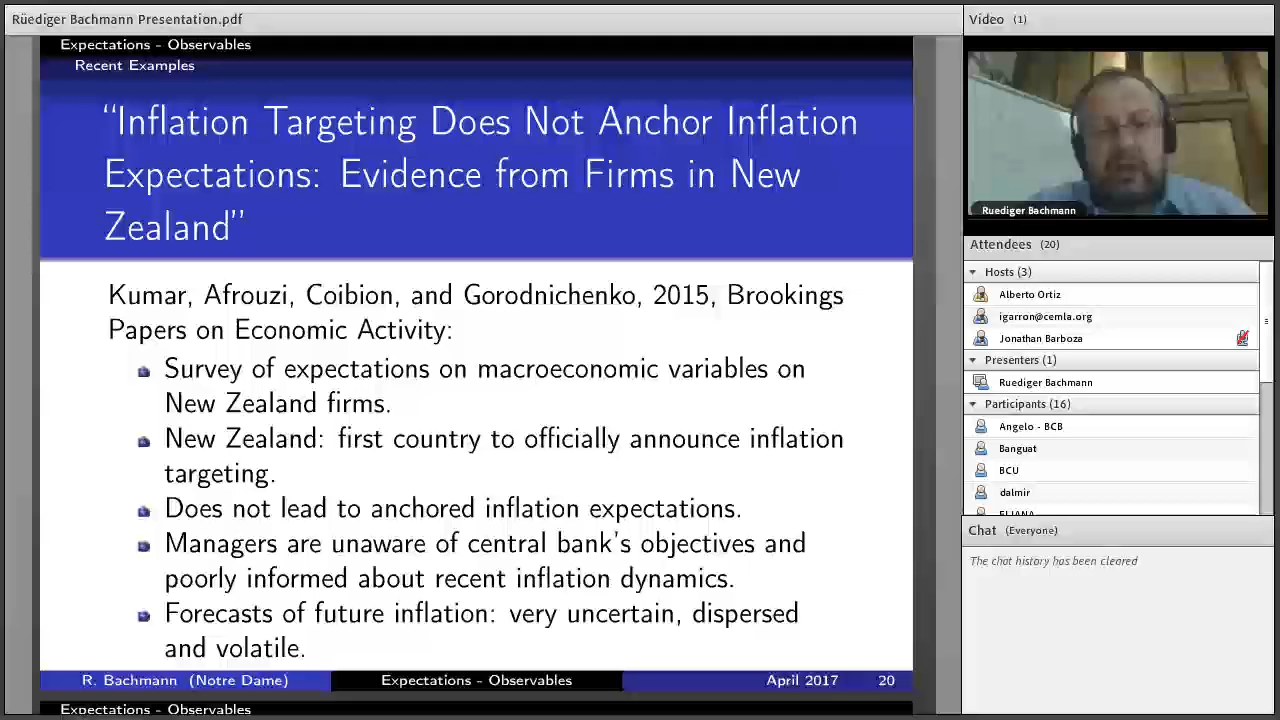 Rüediger Bachmann Presentation.pdf
Expectations - Observables
Recent Examples
“Inflation Targeting Does Not Anchor Inflation
Expectations: Evidence from Firms in New
Zealand”
Kumar, Afrouzi, Coibion, and Gorodnichenko, 2015, Brookings
Papers on Economic Activity:
Survey of expectations on macroeconomic variables on
New Zealand firms.
New Zealand: first country to officially announce inflation
targeting.
Does not lead to anchored inflation expectations.
Managers are unaware of central bank's objectives and
poorly informed about recent inflation dynamics.
Forecasts of future inflation: very uncertain, dispersed
and volatile.
R. Bachmann (Notre Dame) Expectations - Observables April 2017 20
Expectations - Observables
Video (1)
Ruediger Bachmann
Attendees (20)
Hosts (3)
Alberto Ortiz
igarron@cemla.org
Jonathan Barboza
Presenters (1)
Ruediger Bachmann
Participants (16)
Angelo - BCB
Banguat
BCU
dalmir
ELIANA
Chat (Everyone)
The chat history has been cleared